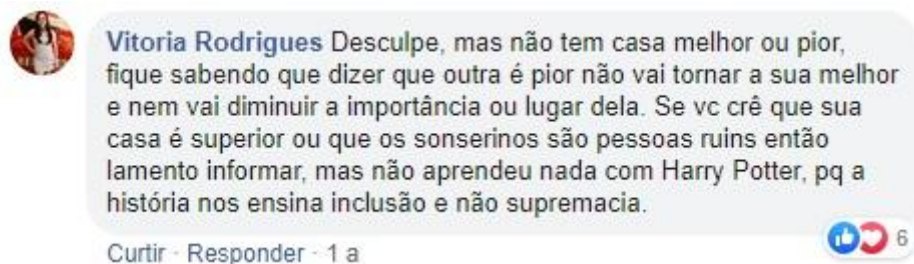 Vitoria Rodrigues Desculpe, mas não tem casa melhor ou pior,
fique sabendo que dizer que outra é pior não vai tornar a sua melhor
e nem vai diminuir a importância ou lugar dela. Se vc crê que sua
casa é superior ou que os sonserinos são pessoas ruins então
lamento informar, mas não aprendeu nada com Harry Potter, pq a
história nos ensina inclusão e não supremacia.
Curtir · Responder · 1 a
6